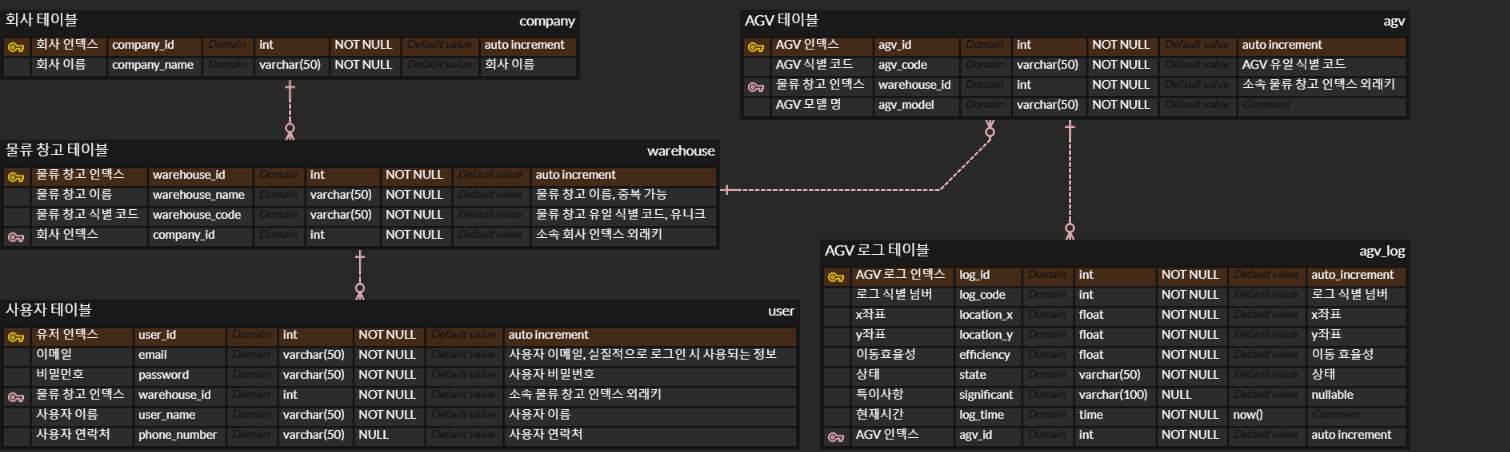 회사 테이블 company
회사 인덱스 company_id Domain int NOT NULL Default value auto increment
회사 이름 company_name Domain varchar(50) NOT NULL Default value 회사 이름
물류 창고 테이블 warehouse
물류 창고 인덱스 warehouse_id Domain int NOT NULL Default value auto increment
물류 창고 이름 warehouse_name Domain varchar(50) NOT NULL Default value 물류 창고 이름, 중복 가능
물류 창고 식별 코드 warehouse_code Domain varchar(50) NOT NULL Default value 물류 창고 유일 식별 코드, 유니크
회사 인덱스 company_id Domain int NOT NULL Default value 소속 회사 인덱스 외래키
사용자 테이블 user
유저 인덱스 user_id Domain int NOT NULL Default value auto increment
이메일 email Domain varchar(50) NOT NULL Default value 사용자 이메일, 실질적으로 로그인 시 사용되는 정보
비밀먼호 password Domain varchar(50) NOT NULL Default value 사용자 비밀번호
물류 창고 인덱스 warehouse_id Domain int NOT NULL Default value 소속 물류 창고 인덱스 외래키
사용자 이름 user_name Domain varchar(50) NOT NULL Default value 사용자 이름
사용자 연락처 phone_number Domain varchar(50) NULL Default value 사용자 연락처
AGV 테이블 agv
AGV 인덱스 agv_id Domain int NOT NULL Default value auto increment
AGV 식별 코드 agv_code Domain varchar(50) NOT NULL Default value AGV 유일 식별 코드
물류 창고 인덱스 warehouse_id Domain int NOT NULL Default value 소속 물류 창고 인덱스 외래키
AGV 모델 명 agv_model Domain varchar(50) NOT NULL Default value Comment
AGV 로그 테이블 agv_log
AGV 로그 인덱스 log_id Domain int NOT NULL Default value auto_increment
로그 식별 넘버 log_code Domain int NOT NULL Default value 로그 식별 넘버
x좌표 location_x Domain float NOT NULL Default value x좌표
y좌표 location_y Domain float NOT NULL Default value y좌표
이동효율성 efficiency Domain float NOT NULL Default value 이동 효율성
상태 state Domain varchar(50) NOT NULL Default value 상태
특이사항 significant Domain varchar(100) NULL Default value nullable
현재시간 log_time Domain time NOT NULL now() Comment
AGV 인덱스 agv_id Domain int NOT NULL Default value auto increment